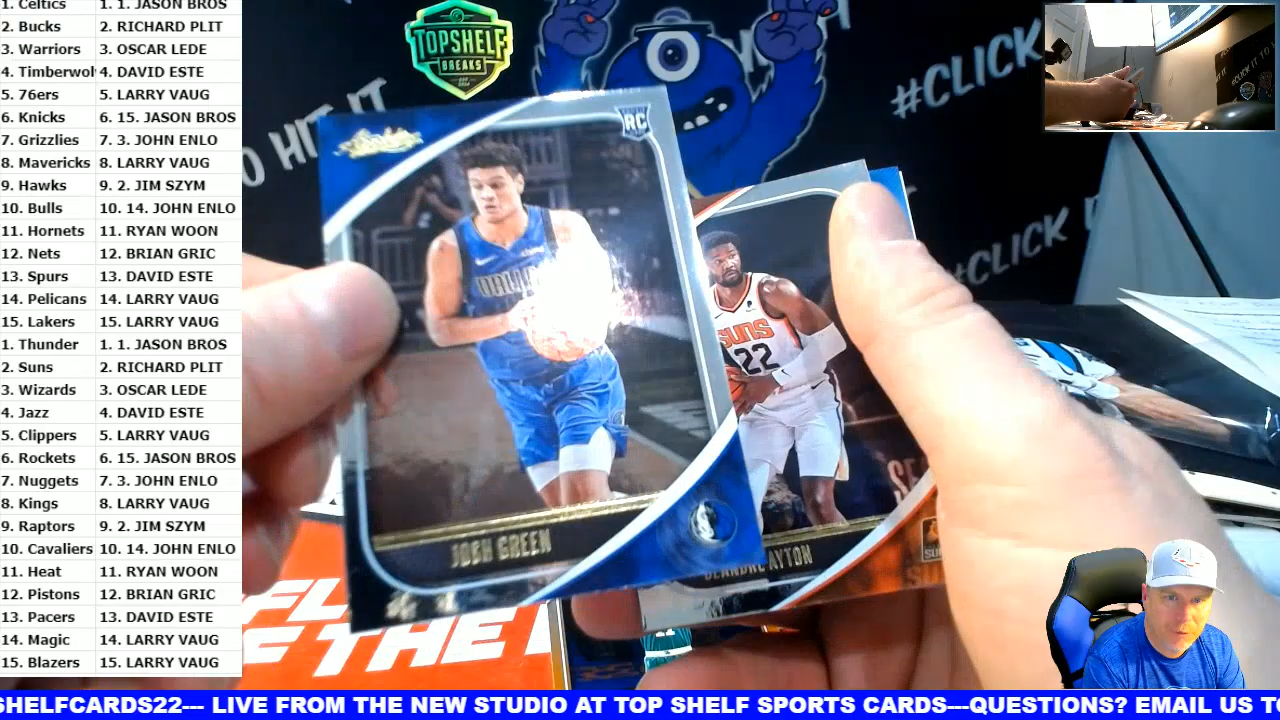 1. Celtics 1. 1. JASON BROS
2. Bucks 2. RICHARD PLIT
3. Warriors 3. OSCAR LEDE
4. Timberwol 4. DAVID ESTE
5. 76ers 5. LARRY VAUG
6. Knicks 6. 15. JASON BROS
7. Grizzlies 7. 3. JOHN ENLO
8. Mavericks 8. LARRY VAUG
9. Hawks 9. 2. JIM SZYM
10. Bulls 10. 14. JOHN ENLO
11. Hornets 11. RYAN WOON
12. Nets 12. BRIAN GRIC
13. Spurs 13. DAVID ESTE
14. Pelicans 14. LARRY VAUG
15. Lakers 15. LARRY VAUG
1. Thunder 1. 1. JASON BROS
2. Suns 2. RICHARD PLIT
3. Wizards 3. OSCAR LEDE
4. Jazz 4. DAVID ESTE
5. Clippers 5. LARRY VAUG
6. Rockets 6. 15. JASON BROS
7. Nuggets 7. 3. JOHN ENLO
8. Kings 8. LARRY VAUG
9. Raptors 9. 2. JIM SZYM
10. Cavaliers 10. 14. JOHN ENLO
11. Heat 11. RYAN WOON
12. Pistons 12. BRIAN GRIC
13. Pacers 13. DAVID ESTE
14. Magic 14. LARRY VAUG
15. Blazers 15. LARRY VAUG
TOPSHELF
BREAKS
O HIT IT
#CLICK
#CLICK
RC
JOSH GREEN
SUNS
22
AYTON
THE
SHELFCARDS22--- LIVE FROM THE NEW STUDIO AT TOP SHELF SPORTS CARDS---QUESTIONS? EMAIL US TO